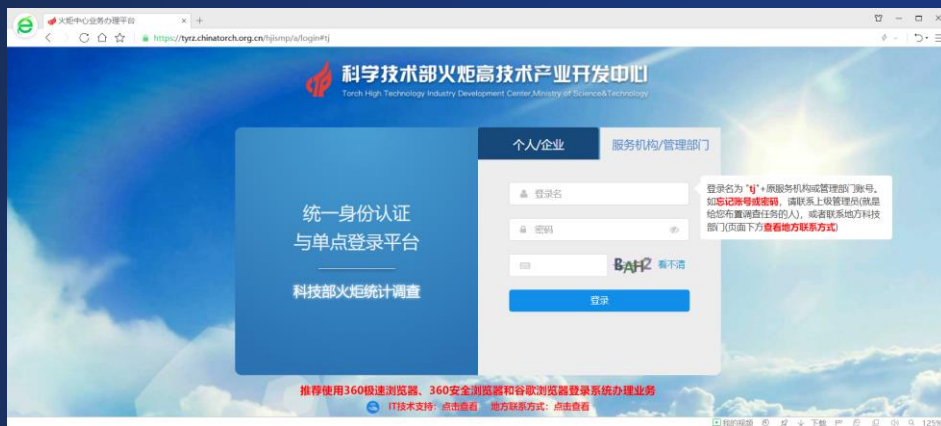 火炬中心业务办理平台
https://tyrz.chinatorch.org.cn/hjismp/a/login#tj
科学技术部火炬高技术产业开发中心
Torch High Technology Industry Development Center,Ministry of Science&Technology
个人/企业
服务机构/管理部门
登录名
密码
BAH2 看不清
登录
统一身份认证
与单点登录平台
科技部火炬统计调查
登录名为 "tj"+原服务机构或管理部门账号。
如忘记账号或密码，请联系上级管理员(就是
给您布置调查任务的人)，或者联系地方科技
部门(页面下方查看地方联系方式)
推荐使用360极速浏览器、360安全浏览器和谷歌浏览器登录系统办理业务
IT技术支持：点击查看 地方联系方式：点击查看
我的视频 下载 125%